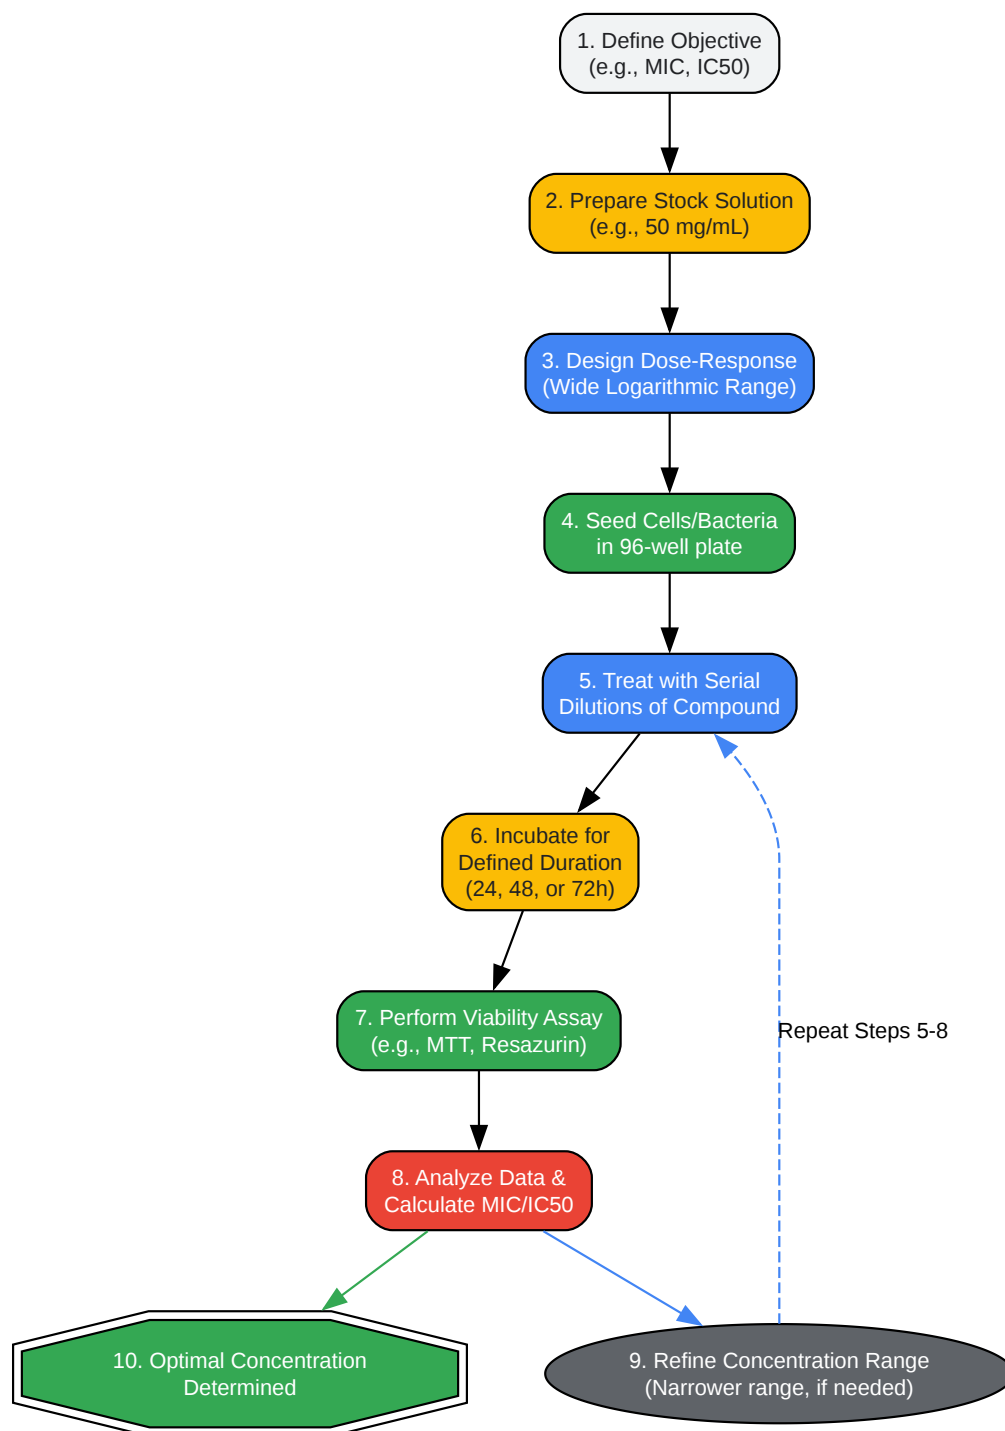 1. Define Objective
(e.g., MIC, IC50)
2. Prepare Stock Solution
(e.g., 50 mg/mL)
3. Design Dose-Response
(Wide Logarithmic Range)
4. Seed Cells/Bacteria
in 96-well plate
5. Treat with Serial
Dilutions of Compound
6. Incubate for
Defined Duration
(24, 48, or 72h)
7. Perform Viability Assay
(e.g., MTT, Resazurin)
Repeat Steps 5-8
8. Analyze Data &
Calculate MIC/IC50
10. Optimal Concentration
Determined
9. Refine Concentration Range
(Narrower range, if needed)